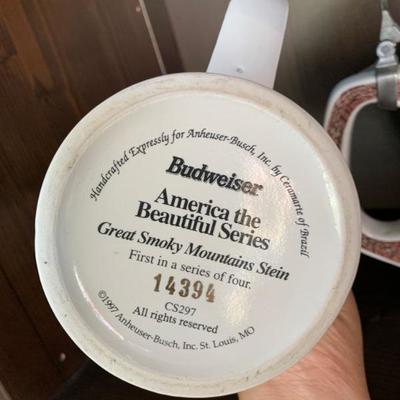 Handcrafted Expressly for Anheuser-Busch, Inc. by Ceramarte of Brazil
Budweiser
America the
Beautiful Series
Great Smoky Mountains Stein
First in a series of four.
14394
CS297
All rights reserved
©1997 Anheuser-Busch, Inc. St. Louis, MO